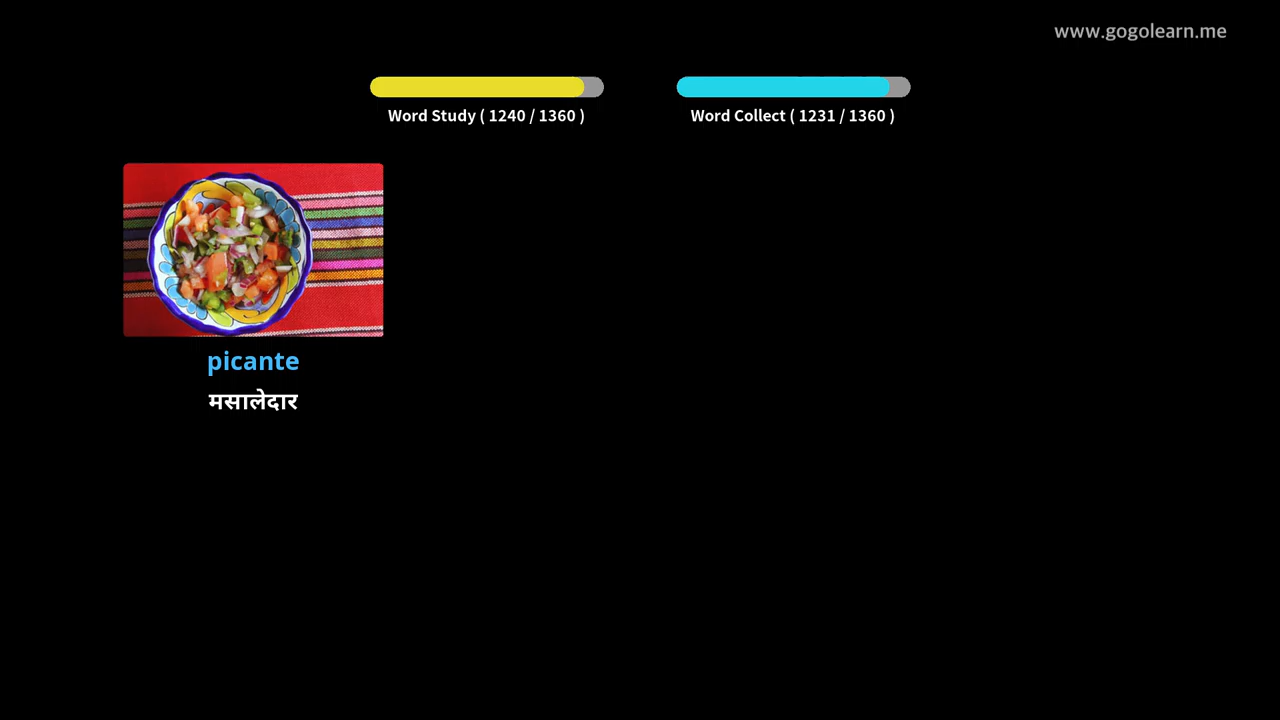 www.gogolearn.me
Word Study ( 1240 / 1360 )
Word Collect ( 1231 / 1360 )
picante
मसालेदार